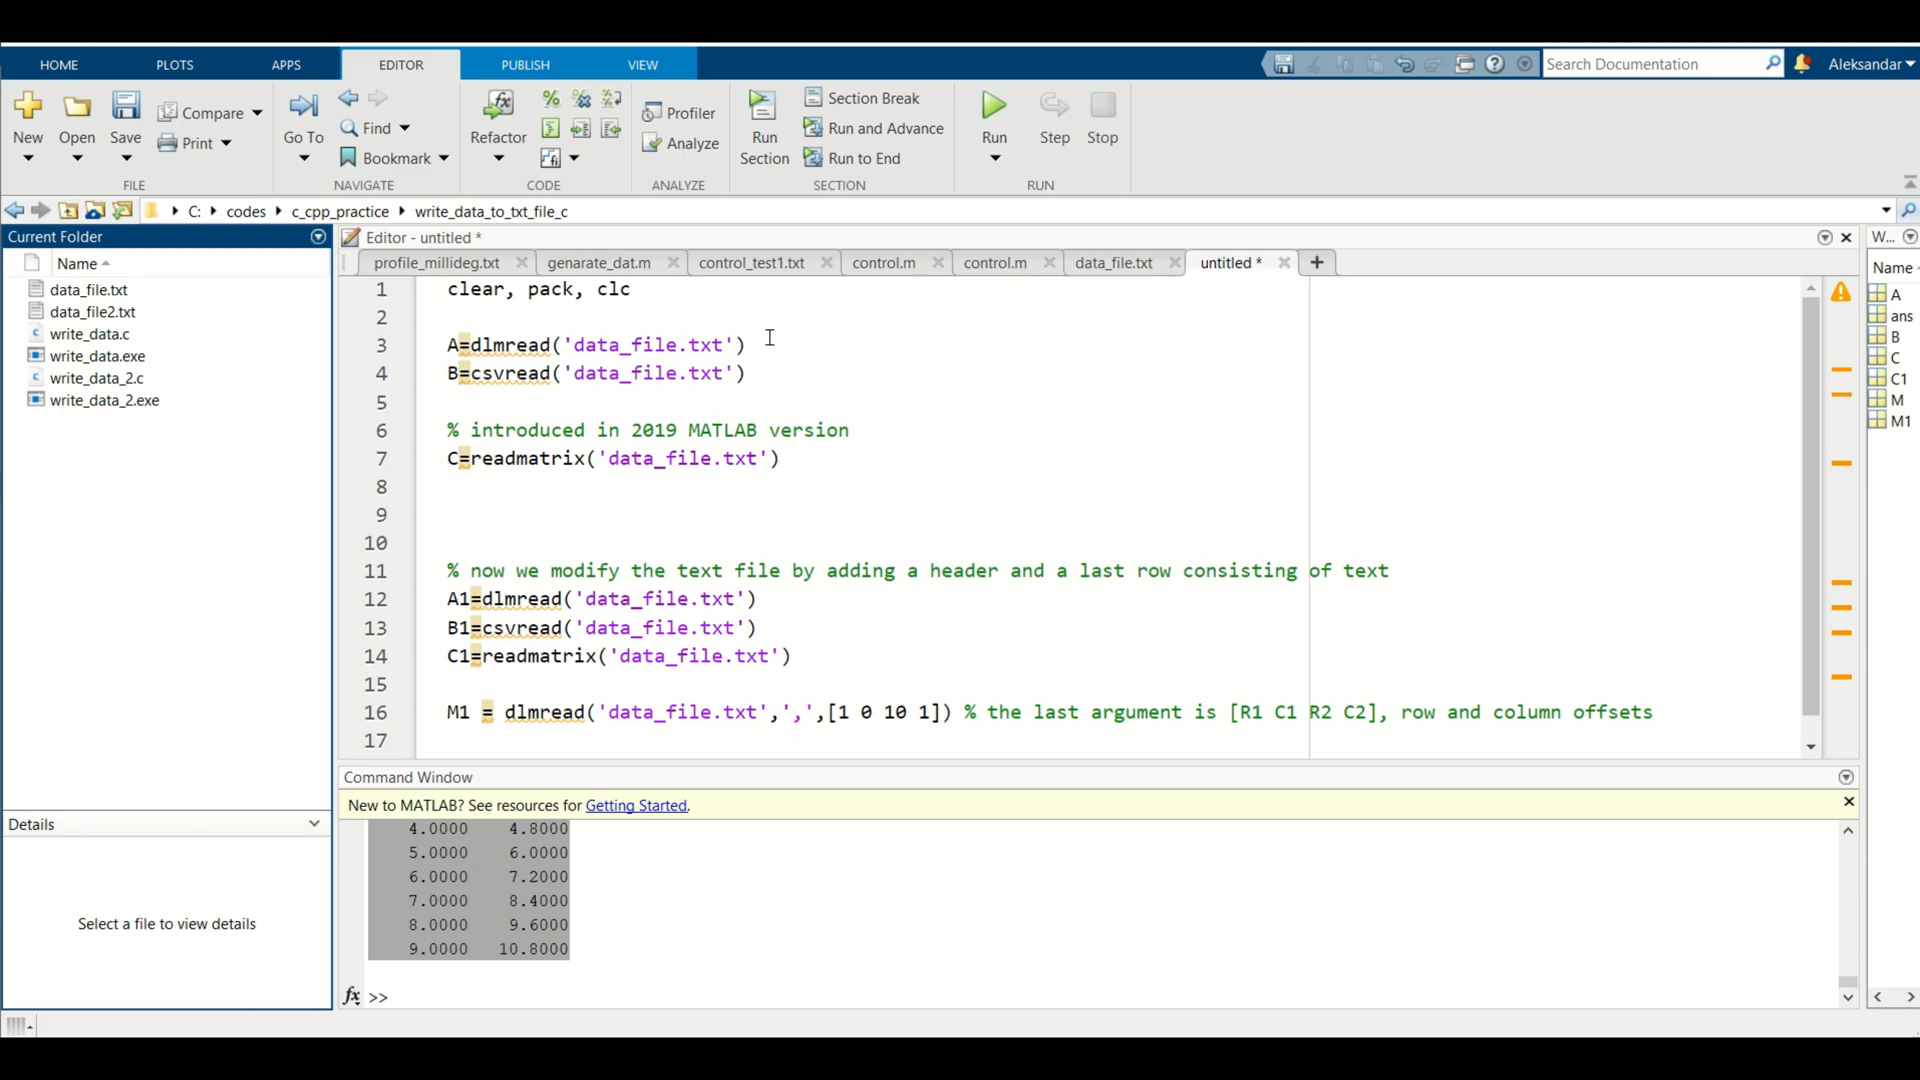 HOME PLOTS APPS EDITOR PUBLISH VIEW Search Documentation Aleksandar
New Open Save Compare Print
Go To Find Bookmark
Refactor
Profiler Analyze
Run Section Section Break Run and Advance Run to End
Run Step Stop
FILE NAVIGATE CODE ANALYZE SECTION RUN
C: codes c_cpp_practice write_data_to_txt_file_c
Current Folder
Name
data_file.txt
data_file2.txt
write_data.c
write_data.exe
write_data_2.c
write_data_2.exe
Details
Select a file to view details
Editor - untitled *
profile_millideg.txt genarate_dat.m control_test1.txt control.m control.m data_file.txt untitled *
1 clear, pack, clc
2
3 A=dlmread('data_file.txt')
4 B=csvread('data_file.txt')
5
6 % introduced in 2019 MATLAB version
7 C=readmatrix('data_file.txt')
8
9
10
11 % now we modify the text file by adding a header and a last row consisting of text
12 A1=dlmread('data_file.txt')
13 B1=csvread('data_file.txt')
14 C1=readmatrix('data_file.txt')
15
16 M1 = dlmread('data_file.txt',',',[1 0 10 1]) % the last argument is [R1 C1 R2 C2], row and column offsets
17
Command Window
New to MATLAB? See resources for Getting Started.
4.0000 4.8000
5.0000 6.0000
6.0000 7.2000
7.0000 8.4000
8.0000 9.6000
9.0000 10.8000
fx >>
W...
Name
A
ans
B
C
C1
M
M1